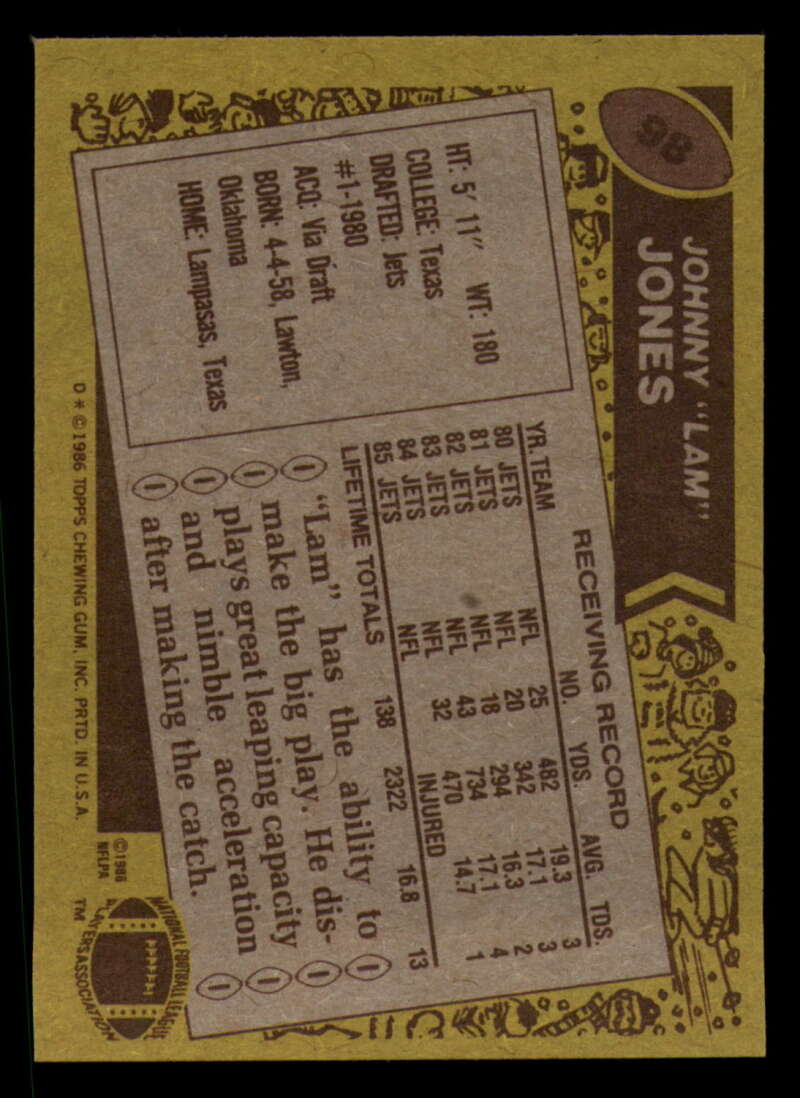 98
JOHNNY "LAM"
JONES
HT: 5' 11" WT: 180
COLLEGE: Texas
DRAFTED: Jets
#1-1980
ACQ: Via Draft
BORN: 4-4-58, Lawton,
Oklahoma
HOME: Lampasas, Texas
RECEIVING RECORD
YR. TEAM NO. YDS. AVG. TDS.
80 JETS NFL 25 482 19.3 3
81 JETS NFL 20 342 17.1 3
82 JETS NFL 18 294 16.3 2
83 JETS NFL 43 734 17.1 4
84 JETS NFL 32 470 14.7 1
85 JETS INJURED
LIFETIME TOTALS 138 2322 16.8 13
"Lam" has the ability to
make the big play. He dis-
plays great leaping capacity
and nimble acceleration
after making the catch.
D * © 1986 TOPPS CHEWING GUM, INC. PRTD. IN U.S.A.
© 1986
NFLPA
NATIONAL FOOTBALL LEAGUE
PLAYERS ASSOCIATION
TM